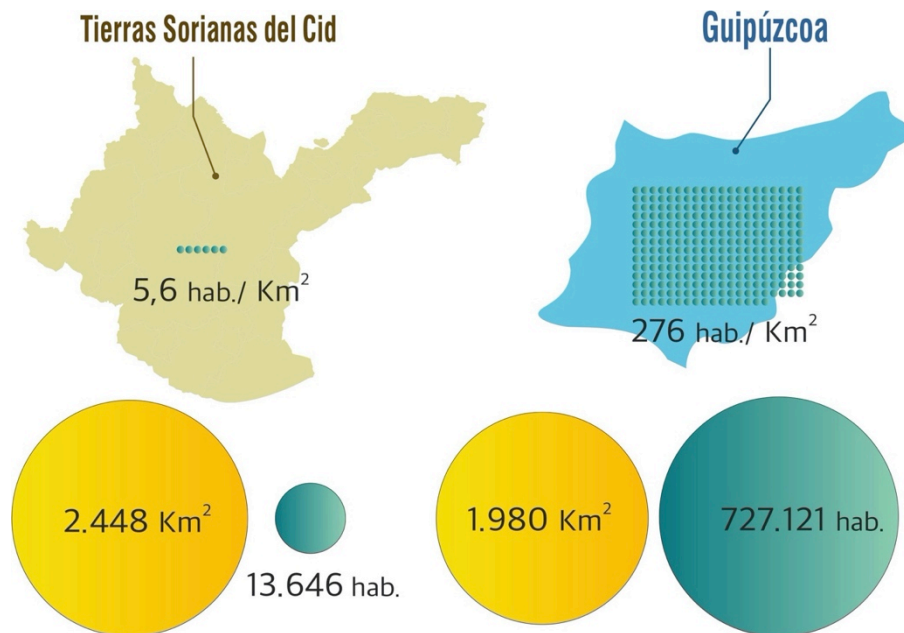 Tierras Sorianas del Cid
Guipúzcoa
5,6 hab./ Km²
276 hab./ Km²
2.448 Km²
13.646 hab.
1.980 Km²
727.121 hab.